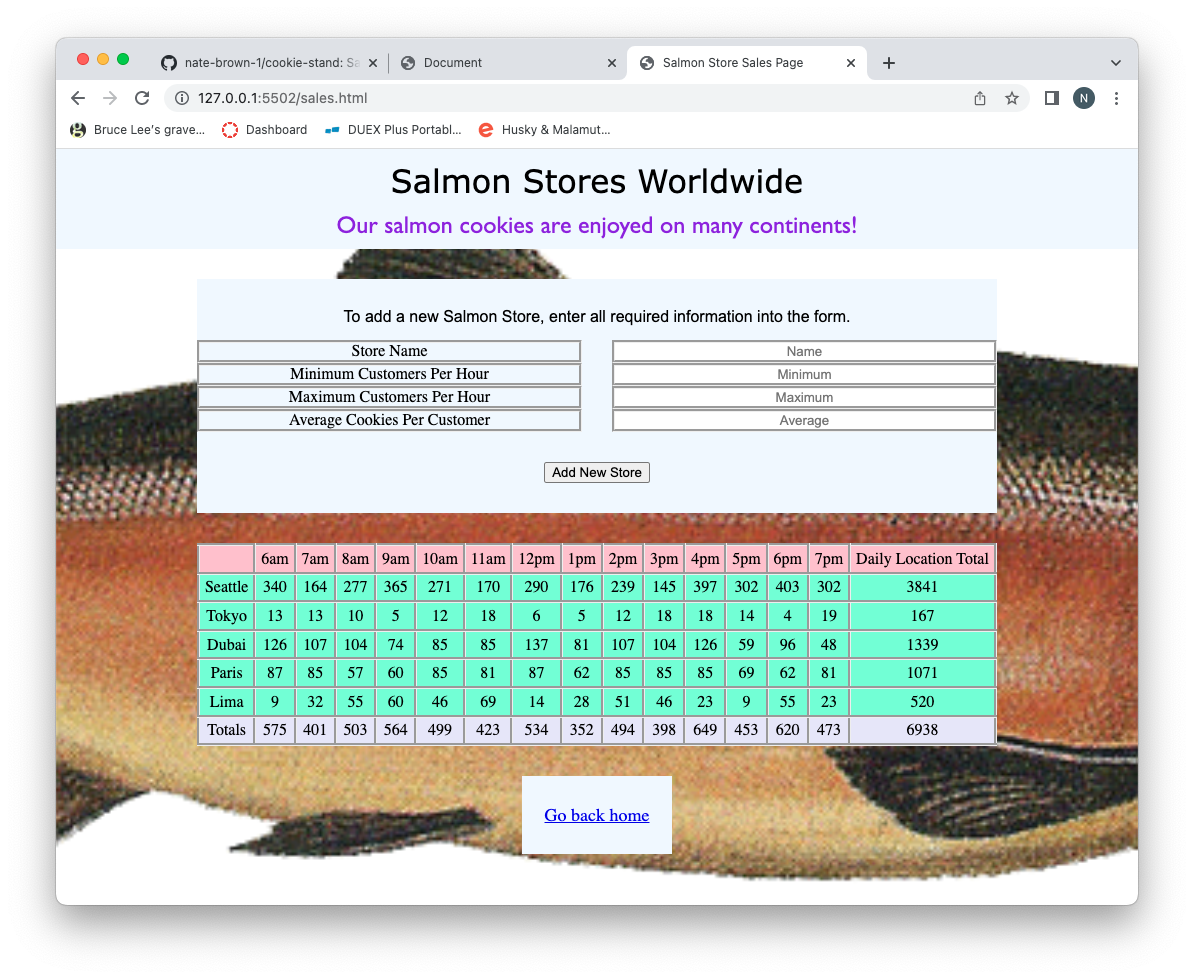 nate-brown-1/cookie-stand: Sa
Document
Salmon Store Sales Page
127.0.0.1:5502/sales.html
N
Bruce Lee's grave... Dashboard DUEX Plus Portabl... Husky & Malamut...
Salmon Stores Worldwide
Our salmon cookies are enjoyed on many continents!
To add a new Salmon Store, enter all required information into the form.
Store Name Name
Minimum Customers Per Hour Minimum
Maximum Customers Per Hour Maximum
Average Cookies Per Customer Average
Add New Store
6am 7am 8am 9am 10am 11am 12pm 1pm 2pm 3pm 4pm 5pm 6pm 7pm Daily Location Total
Seattle 340 164 277 365 271 170 290 176 239 145 397 302 403 302 3841
Tokyo 13 13 10 5 12 18 6 5 12 18 18 14 4 19 167
Dubai 126 107 104 74 85 85 137 81 107 104 126 59 96 48 1339
Paris 87 85 57 60 85 81 87 62 85 85 85 69 62 81 1071
Lima 9 32 55 60 46 69 14 28 51 46 23 9 55 23 520
Totals 575 401 503 564 499 423 534 352 494 398 649 453 620 473 6938
Go back home